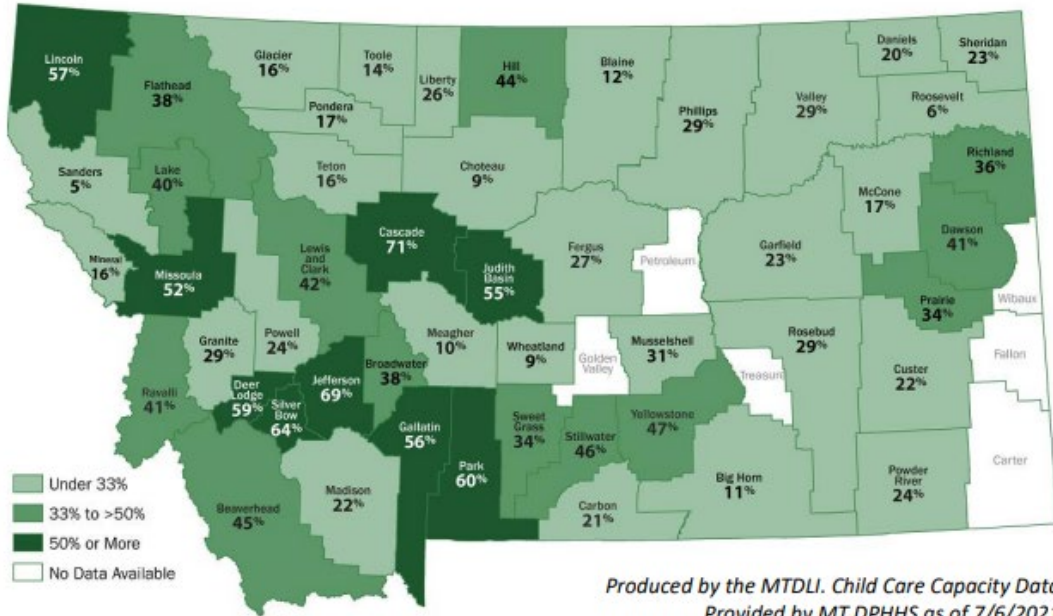 Lincoln
57%
Flathead
38%
Glacier
16%
Toole
14%
Liberty
26%
Hill
44%
Blaine
12%
Phillips
29%
Valley
29%
Daniels
20%
Sheridan
23%
Roosevelt
6%
Pondera
17%
Sanders
5%
Lake
40%
Teton
16%
Choteau
9%
Richland
36%
McCone
17%
Dawson
41%
Mineral
16%
Missoula
52%
Lewis
and
Clark
42%
Cascade
71%
Judith
Basin
55%
Fergus
27%
Petroleum
Garfield
23%
Prairie
34%
Wibaux
Granite
29%
Powell
24%
Meagher
10%
Wheatland
9%
Golden
Valley
Musselshell
31%
Treasure
Rosebud
29%
Fallon
Custer
22%
Ravalli
41%
Deer
Lodge
59%
Silver
Bow
64%
Jefferson
69%
Broadwater
38%
Gallatin
56%
Park
60%
Sweet
Grass
34%
Stillwater
46%
Yellowstone
47%
Big Horn
11%
Powder
River
24%
Carter
Beaverhead
45%
Madison
22%
Carbon
21%
Under 33%
33% to >50%
50% or More
No Data Available
Produced by the MTDLI. Child Care Capacity Data
Provided by MT DPHHS as of